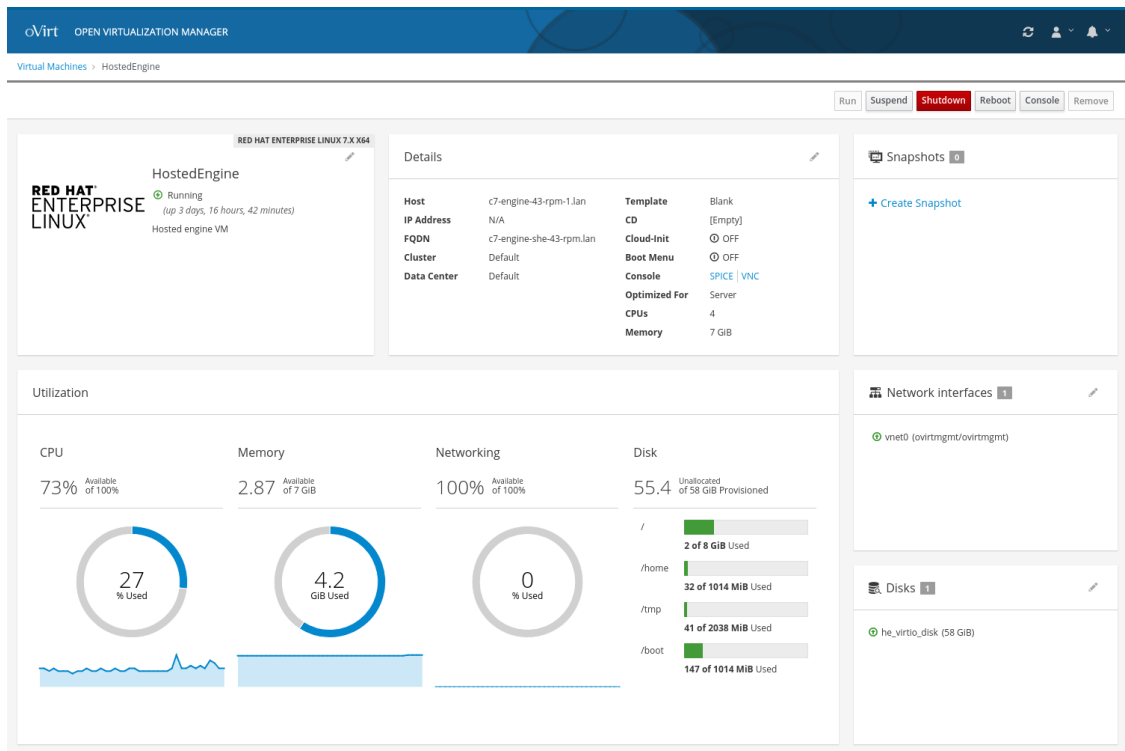 oVirt OPEN VIRTUALIZATION MANAGER
Virtual Machines > HostedEngine
Run Suspend Shutdown Reboot Console Remove
RED HAT ENTERPRISE LINUX 7.X X64
RED HAT®
ENTERPRISE
LINUX®
HostedEngine
Running
(up 3 days, 16 hours, 42 minutes)
Hosted engine VM
Details
Host c7-engine-43-rpm-1.lan
IP Address N/A
FQDN c7-engine-she-43-rpm.lan
Cluster Default
Data Center Default
Template Blank
CD [Empty]
Cloud-Init OFF
Boot Menu OFF
Console SPICE VNC
Optimized For Server
CPUs 4
Memory 7 GiB
Snapshots 0
+ Create Snapshot
Utilization
CPU
73% Available of 100%
27
% Used
Memory
2.87 Available of 7 GiB
4.2
GiB Used
Networking
100% Available of 100%
0
% Used
Disk
55.4 Unallocated of 58 GiB Provisioned
/
2 of 8 GiB Used
/home
32 of 1014 MiB Used
/tmp
41 of 2038 MiB Used
/boot
147 of 1014 MiB Used
Network interfaces 1
vnet0 (ovirtmgmt/ovirtmgmt)
Disks 1
he_virtio_disk (58 GiB)